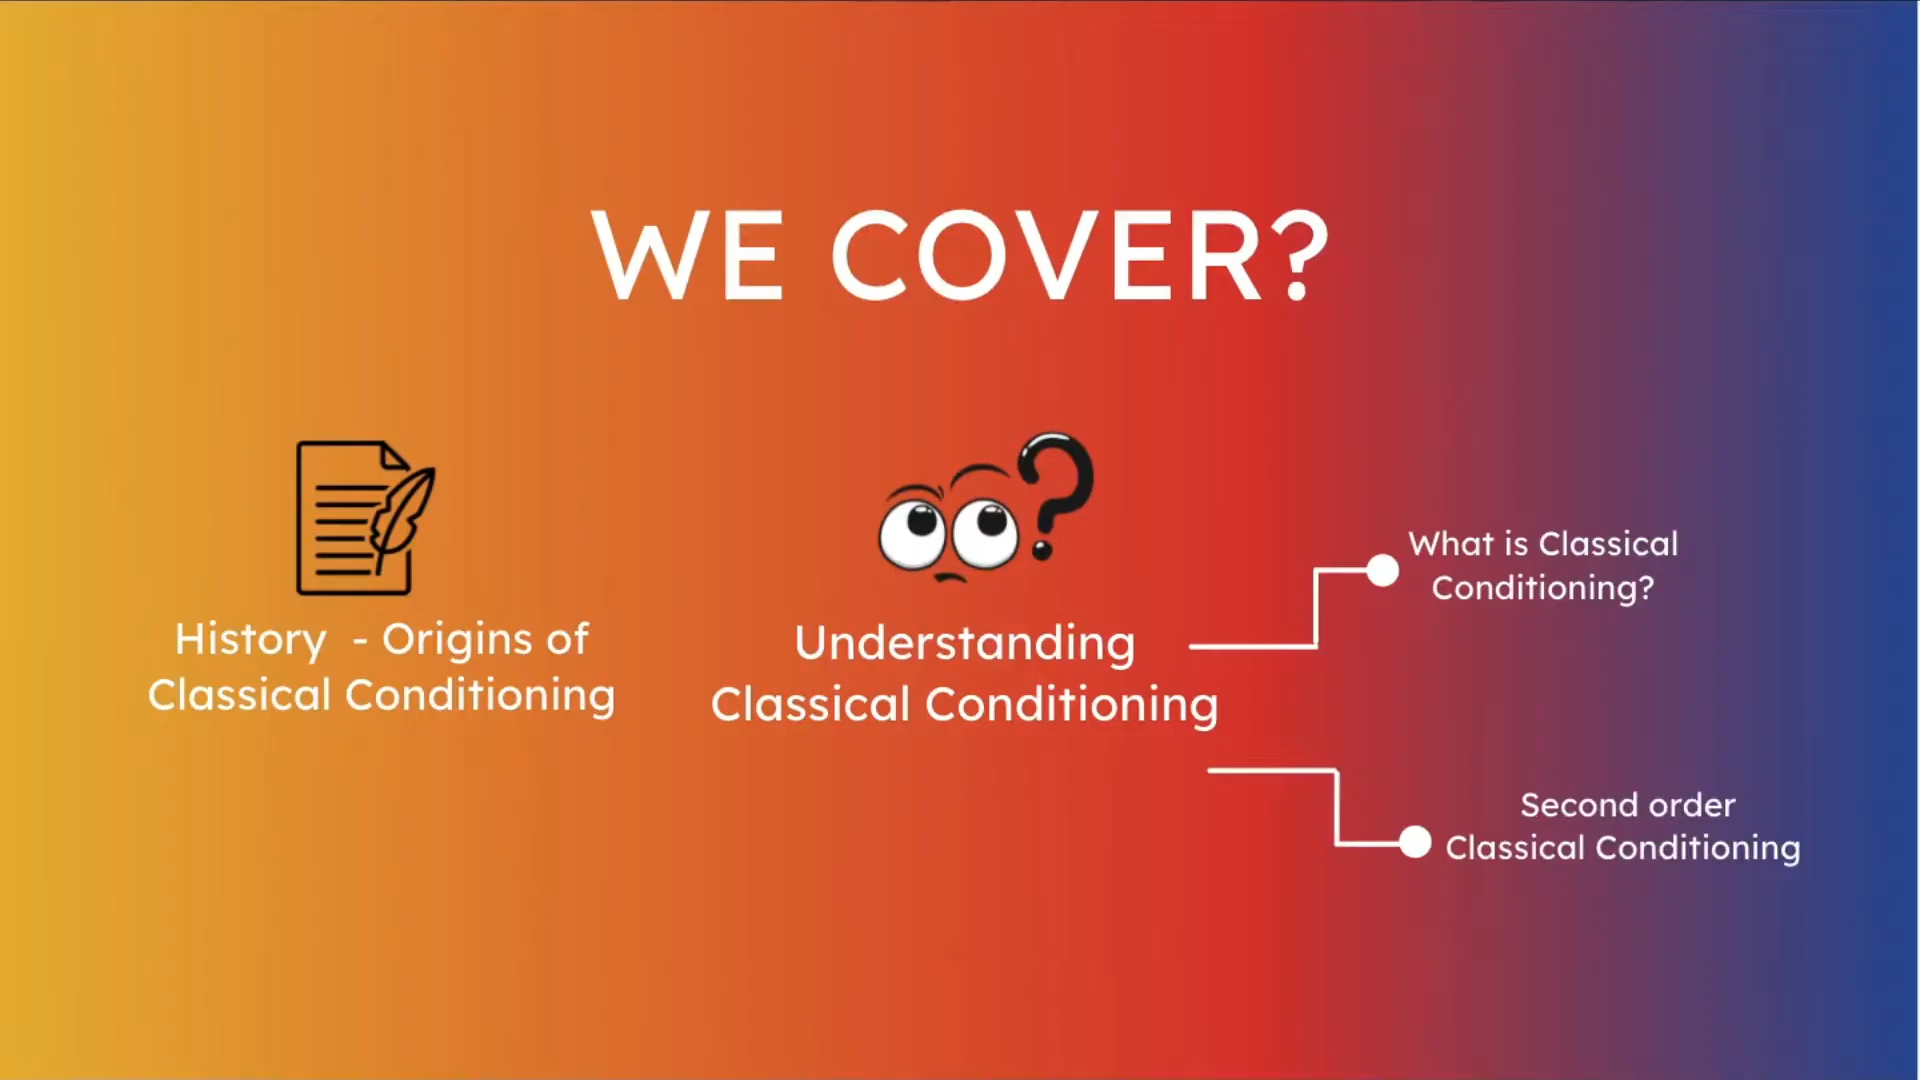 WE COVER?
History - Origins of
Classical Conditioning
Understanding
Classical Conditioning
What is Classical
Conditioning?
Second order
Classical Conditioning